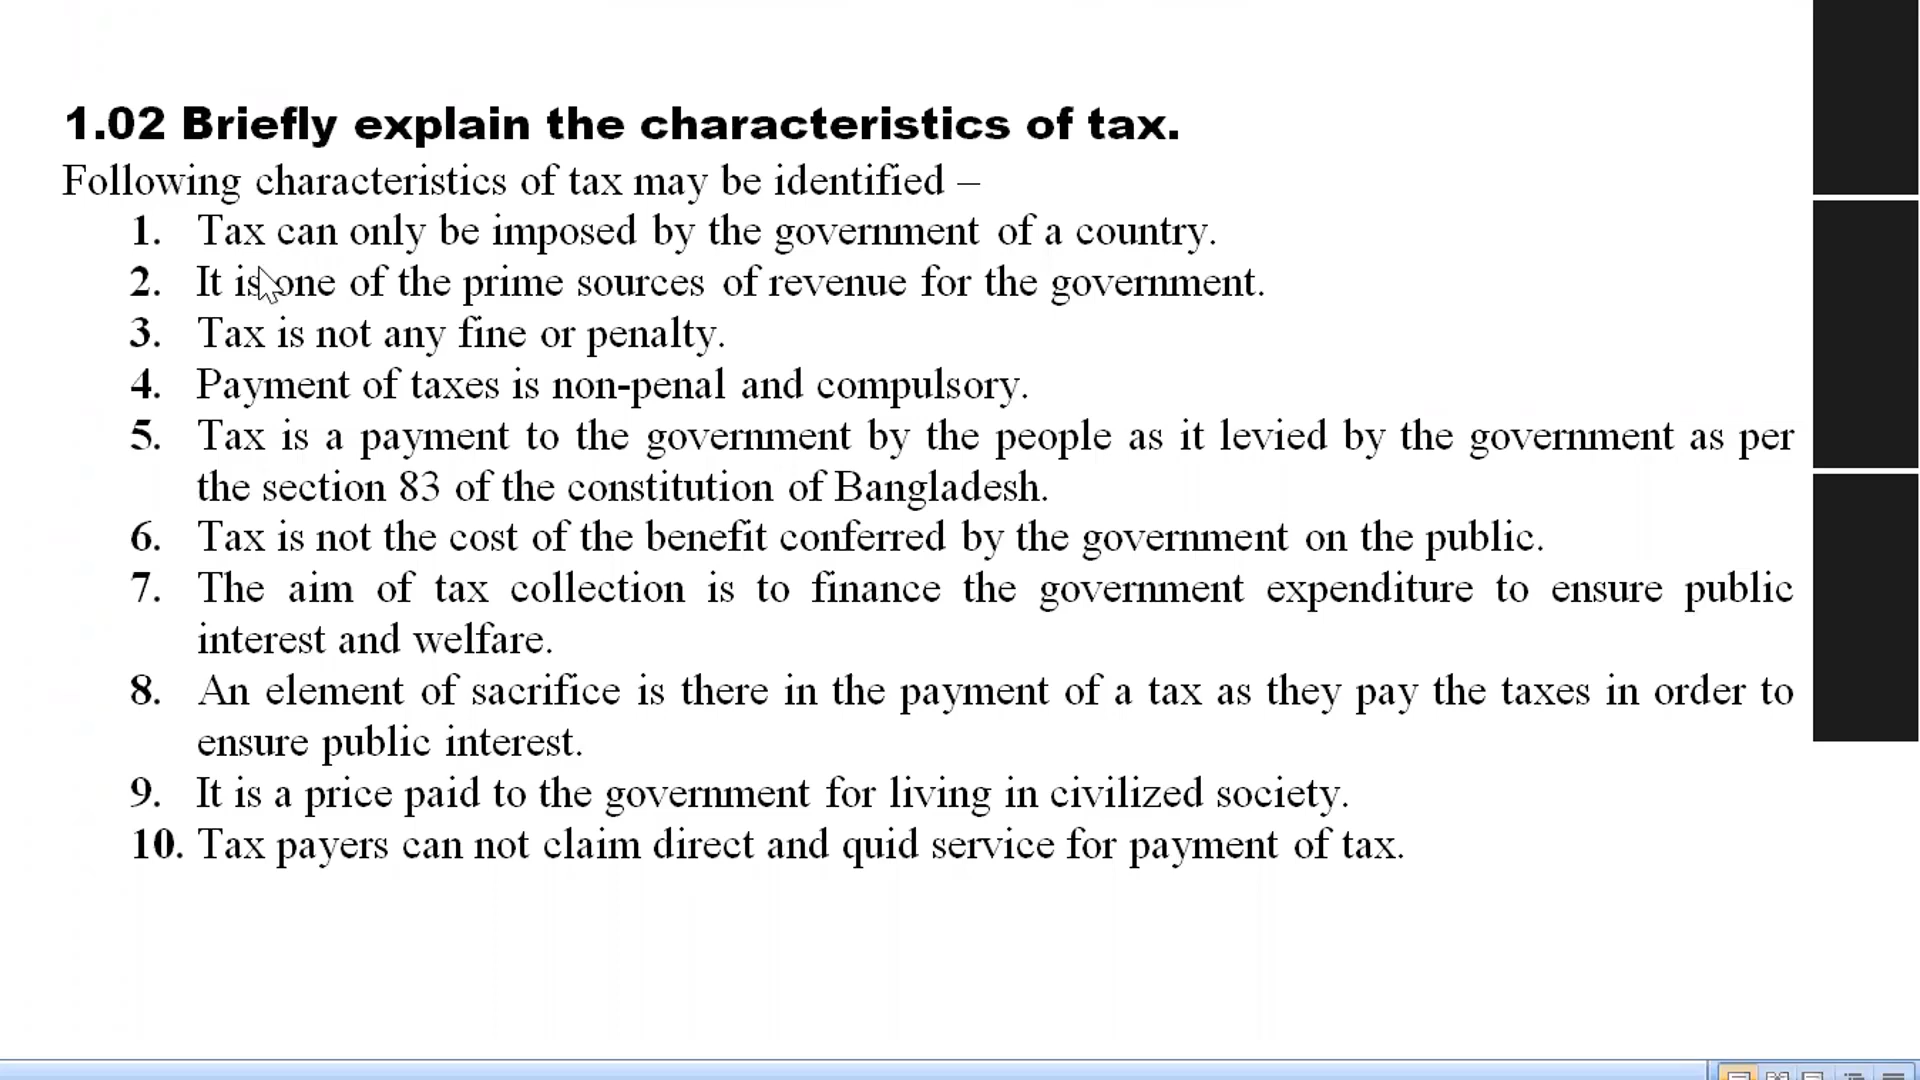 1.02 Briefly explain the characteristics of tax.
Following characteristics of tax may be identified –
1. Tax can only be imposed by the government of a country.
2. It is one of the prime sources of revenue for the government.
3. Tax is not any fine or penalty.
4. Payment of taxes is non-penal and compulsory.
5. Tax is a payment to the government by the people as it levied by the government as per
the section 83 of the constitution of Bangladesh.
6. Tax is not the cost of the benefit conferred by the government on the public.
7. The aim of tax collection is to finance the government expenditure to ensure public
interest and welfare.
8. An element of sacrifice is there in the payment of a tax as they pay the taxes in order to
ensure public interest.
9. It is a price paid to the government for living in civilized society.
10. Tax payers can not claim direct and quid service for payment of tax.